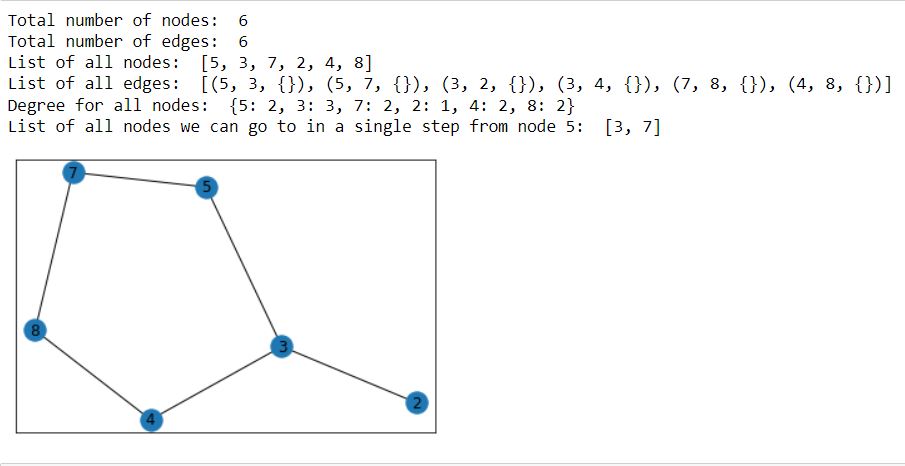 Total number of nodes:  6
Total number of edges:  6
List of all nodes:  [5, 3, 7, 2, 4, 8]
List of all edges:  [(5, 3, {}), (5, 7, {}), (3, 2, {}), (3, 4, {}), (7, 8, {}), (4, 8, {})]
Degree for all nodes:  {5: 2, 3: 3, 7: 2, 2: 1, 4: 2, 8: 2}
List of all nodes we can go to in a single step from node 5:  [3, 7]
7
5
8
3
2
4